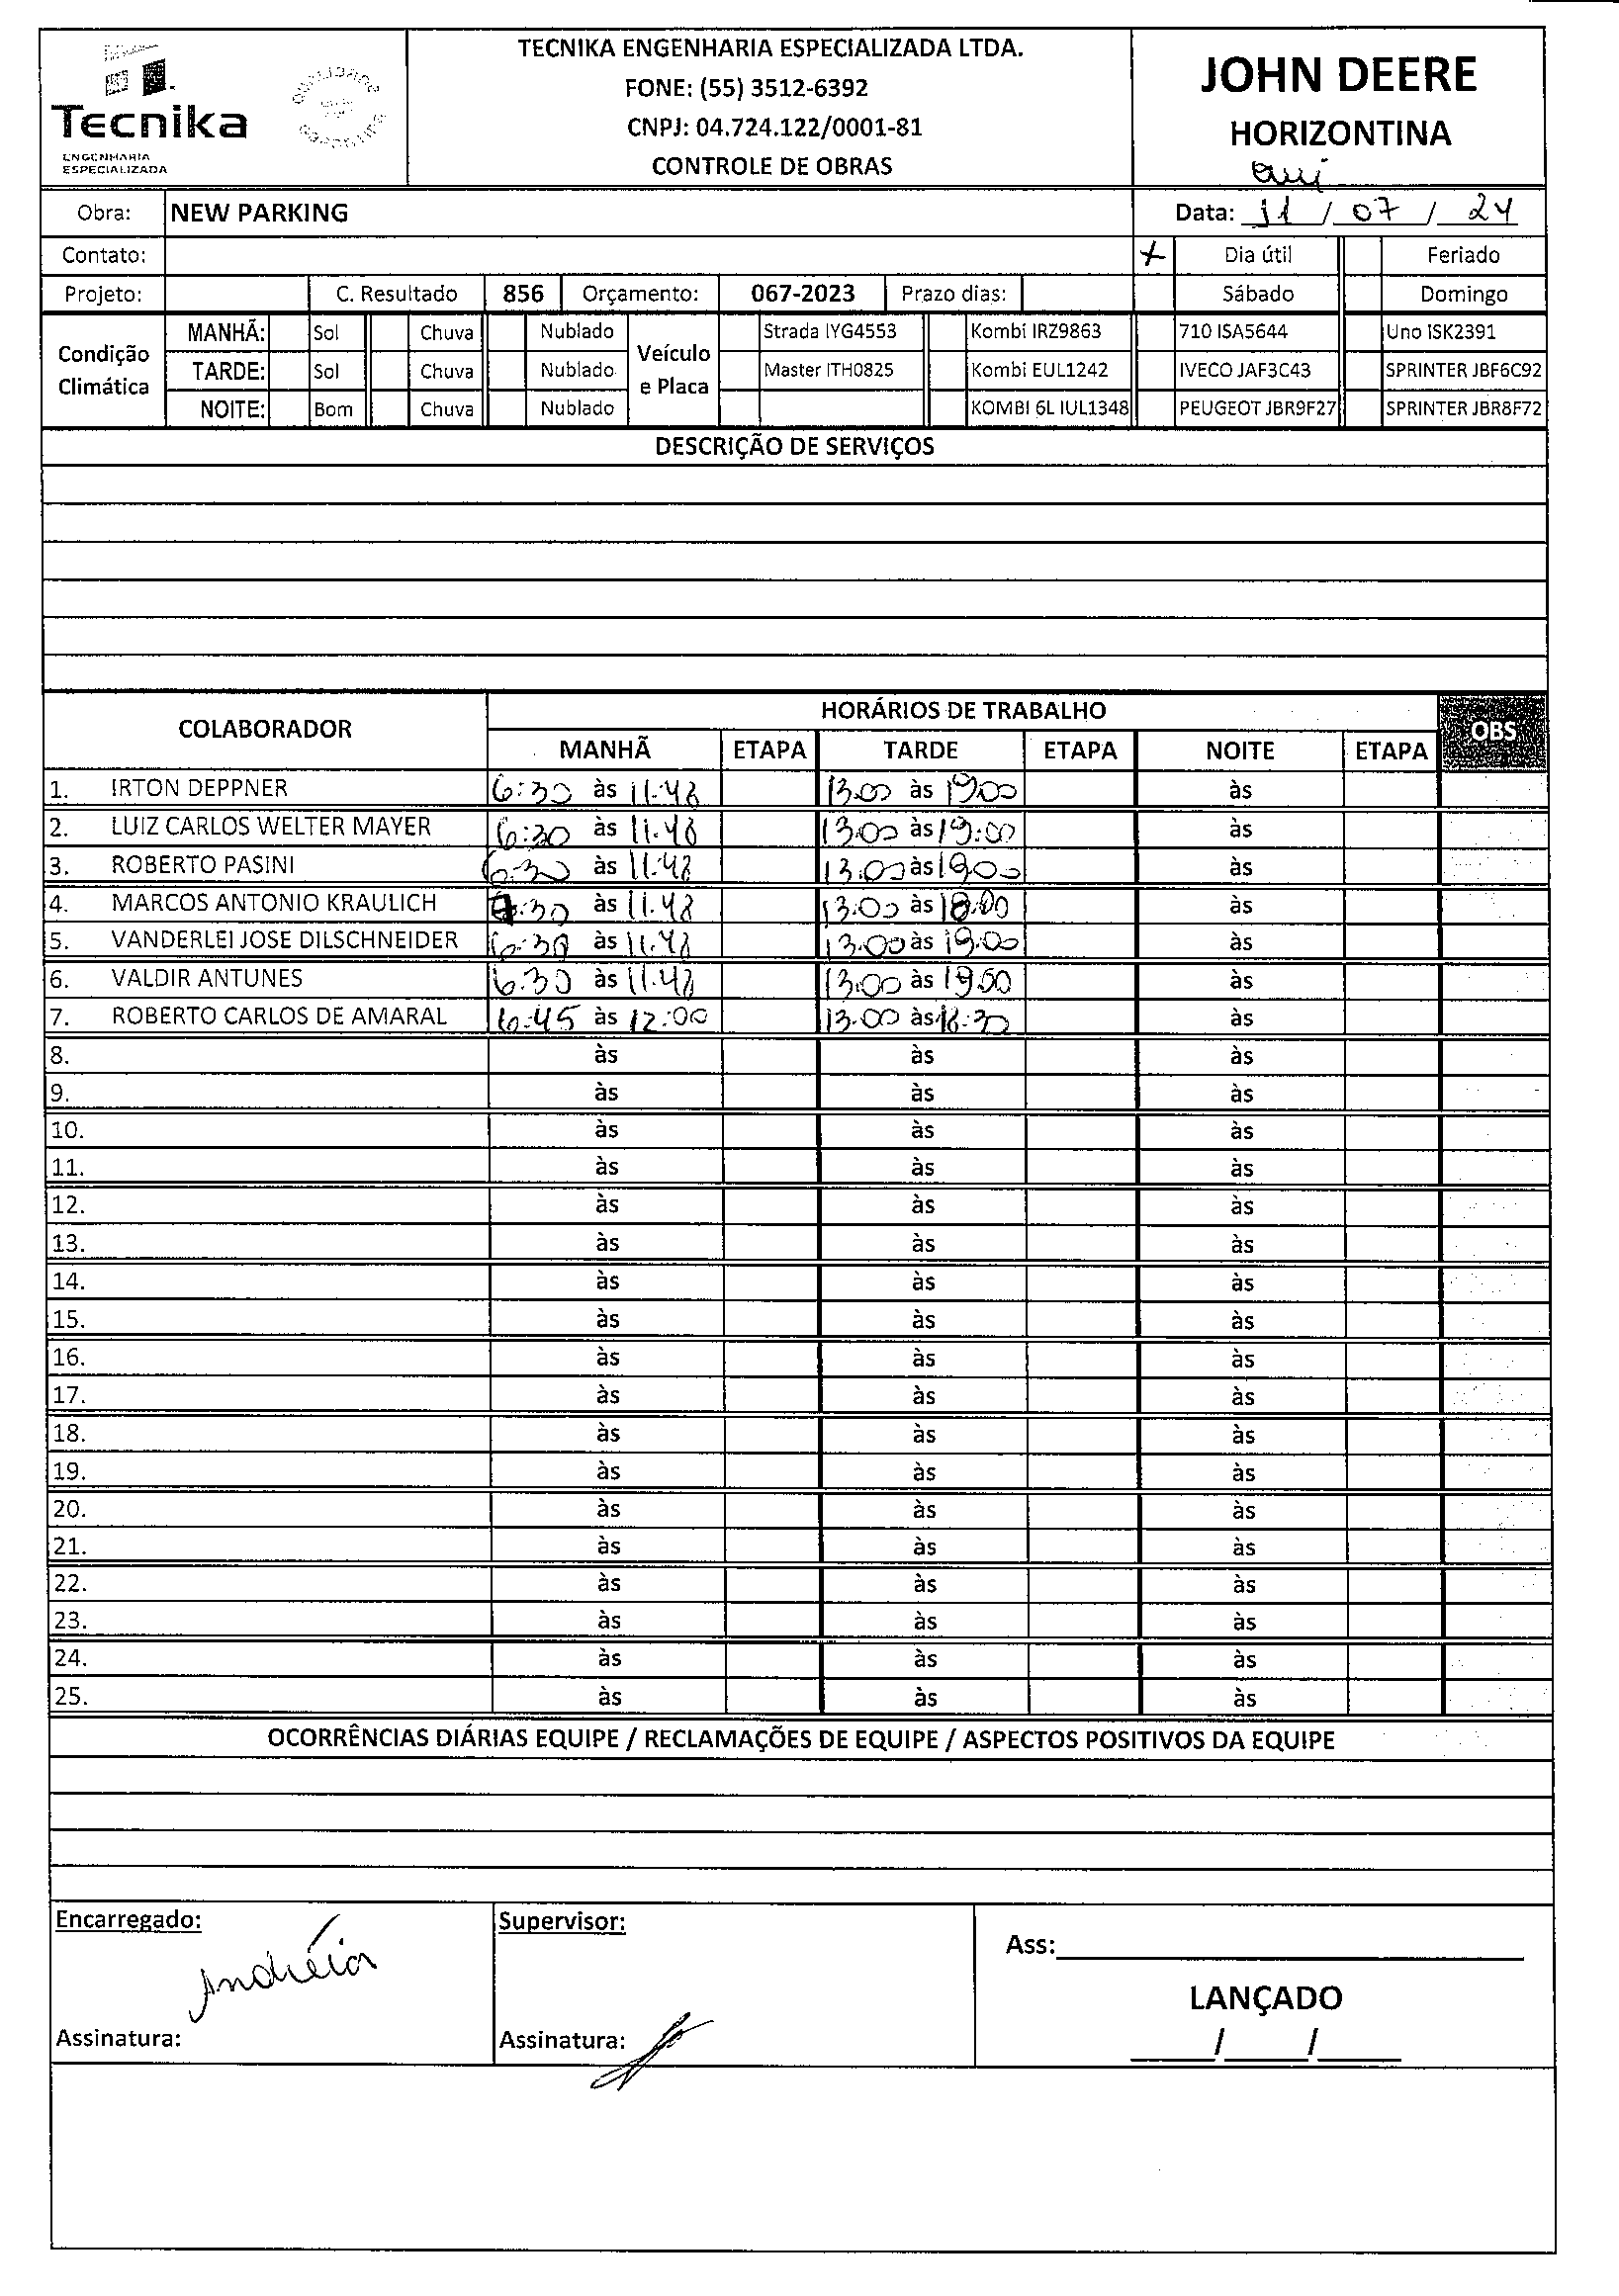 Tecnika
ENGENHARIA
ESPECIALIZADA
TECNIKA ENGENHARIA ESPECIALIZADA LTDA.
FONE: (55) 3512-6392
CNPJ: 04.724.122/0001-81
CONTROLE DE OBRAS
JOHN DEERE
HORIZONTINA
Obra: NEW PARKING Data: 11 / 07 / 24
Contato: x Dia útil Feriado
Projeto: C. Resultado 856 Orçamento: 067-2023 Prazo dias: Sábado Domingo
Condição Climática
MANHÃ: Sol Chuva Nublado
TARDE: Sol Chuva Nublado
NOITE: Bom Chuva Nublado
Veículo e Placa
Strada IYG4553 Kombi IRZ9863 710 ISA5644 Uno ISK2391
Master ITH0825 Kombi EUL1242 IVECO JAF3C43 SPRINTER JBF6C92
KOMBI 6L IUL1348 PEUGEOT JBR9F27 SPRINTER JBR8F72
DESCRIÇÃO DE SERVIÇOS
COLABORADOR HORÁRIOS DE TRABALHO OBS
MANHÃ ETAPA TARDE ETAPA NOITE ETAPA
1. IRTON DEPPNER 6:30 às 11:48 13:00 às 19:00 às
2. LUIZ CARLOS WELTER MAYER 6:30 às 11:48 13:00 às 19:00 às
3. ROBERTO PASINI 6:30 às 11:48 13:00 às 19:00 às
4. MARCOS ANTONIO KRAULICH 7:30 às 11:48 13:00 às 18:00 às
5. VANDERLEI JOSE DILSCHNEIDER 6:30 às 11:48 13:00 às 19:00 às
6. VALDIR ANTUNES 6:30 às 11:48 13:00 às 19:00 às
7. ROBERTO CARLOS DE AMARAL 6:45 às 12:00 13:00 às 18:30 às
8. às às às
9. às às às
10. às às às
11. às às às
12. às às às
13. às às às
14. às às às
15. às às às
16. às às às
17. às às às
18. às às às
19. às às às
20. às às às
21. às às às
22. às às às
23. às às às
24. às às às
25. às às às
OCORRÊNCIAS DIÁRIAS EQUIPE / RECLAMAÇÕES DE EQUIPE / ASPECTOS POSITIVOS DA EQUIPE
Encarregado: Supervisor: Ass:
Andréia
LANÇADO
Assinatura: Assinatura: / /